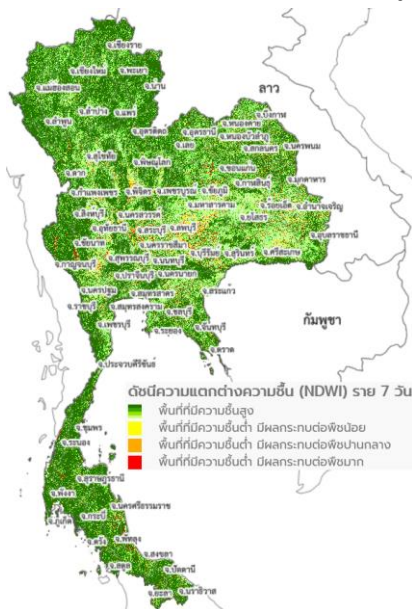 จ.เชียงราย
จ.เชียงใหม่
จ.พะเยา
จ.แม่ฮ่องสอน
จ.น่าน
ลาว
จ.ลำปาง
จ.แพร่
จ.ลำพูน
จ.อุตรดิตถ์
จ.บึงกาฬ
จ.หนองคาย
จ.อุดรธานี
จ.หนองบัวลำภู
จ.เลย
จ.สกลนคร
จ.นครพนม
จ.สุโขทัย
จ.พิษณุโลก
จ.ตาก
จ.ขอนแก่น
จ.กาฬสินธุ์
จ.มุกดาหาร
จ.กำแพงเพชร
จ.พิจิตร
จ.เพชรบูรณ์
จ.ชัยภูมิ
จ.มหาสารคาม
จ.ร้อยเอ็ด
จ.อำนาจเจริญ
จ.ยโสธร
จ.สิงห์บุรี
จ.นครสวรรค์
จ.อุทัยธานี
จ.สระบุรี
จ.ลพบุรี
จ.อุบลราชธานี
จ.ชัยนาท
จ.นครราชสีมา
จ.บุรีรัมย์
จ.สุรินทร์
จ.ศรีสะเกษ
จ.กาญจนบุรี
จ.สุพรรณบุรี
จ.นนทบุรี
จ.ปราจีนบุรี
จ.นครนายก
จ.สระแก้ว
จ.นครปฐม
จ.สมุทรสาคร
จ.ราชบุรี
จ.สมุทรสงคราม
จ.ชลบุรี
จ.เพชรบุรี
จ.ระยอง
จ.จันทบุรี
กัมพูชา
จ.ตราด
จ.ประจวบคีรีขันธ์
ดัชนีความแตกต่างความชื้น (NDWI) ราย 7 วัน
พื้นที่ที่มีความชื้นสูง
พื้นที่ที่มีความชื้นต่ำ มีผลกระทบต่อพืชน้อย
พื้นที่ที่มีความชื้นต่ำ มีผลกระทบต่อพืชปานกลาง
พื้นที่ที่มีความชื้นต่ำ มีผลกระทบต่อพืชมาก
จ.ชุมพร
จ.ระนอง
จ.สุราษฎร์ธานี
จ.พังงา
จ.นครศรีธรรมราช
จ.ภูเก็ต
จ.กระบี่
จ.ตรัง
จ.พัทลุง
จ.สงขลา
จ.สตูล
จ.ปัตตานี
จ.ยะลา
จ.นราธิวาส